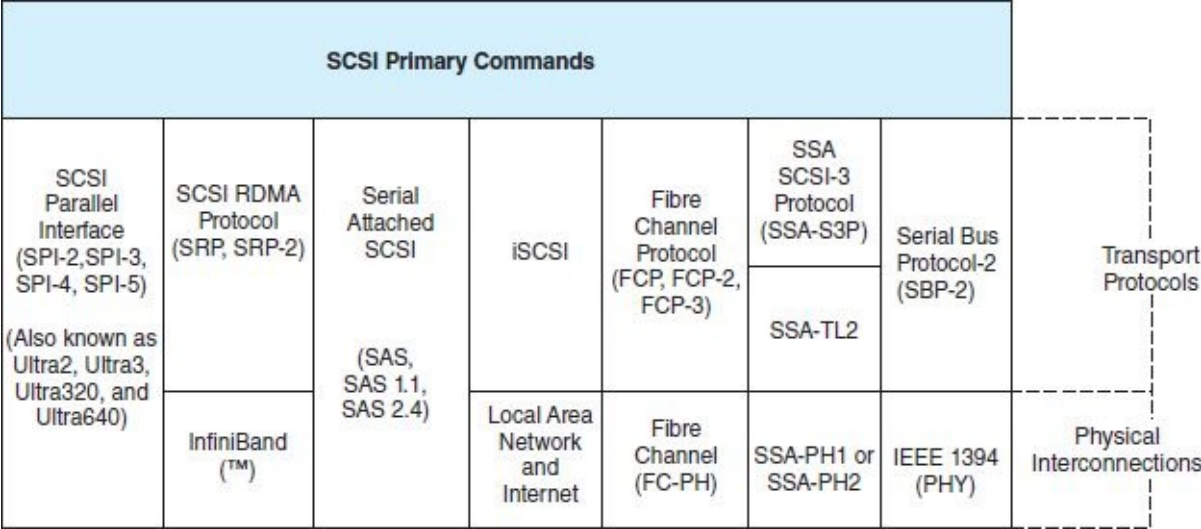 SCSI Primary Commands
SCSI
Parallel
Interface
(SPI-2,SPI-3,
SPI-4, SPI-5)
(Also known as
Ultra2, Ultra3,
Ultra320, and
Ultra640)
SCSI RDMA
Protocol
(SRP, SRP-2)
InfiniBand
(™)
Serial
Attached
SCSI
(SAS,
SAS 1.1,
SAS 2.4)
iSCSI
Local Area
Network
and
Internet
Fibre
Channel
Protocol
(FCP, FCP-2,
FCP-3)
Fibre
Channel
(FC-PH)
SSA
SCSI-3
Protocol
(SSA-S3P)
SSA-TL2
SSA-PH1 or
SSA-PH2
Serial Bus
Protocol-2
(SBP-2)
IEEE 1394
(PHY)
Transport
Protocols
Physical
Interconnections